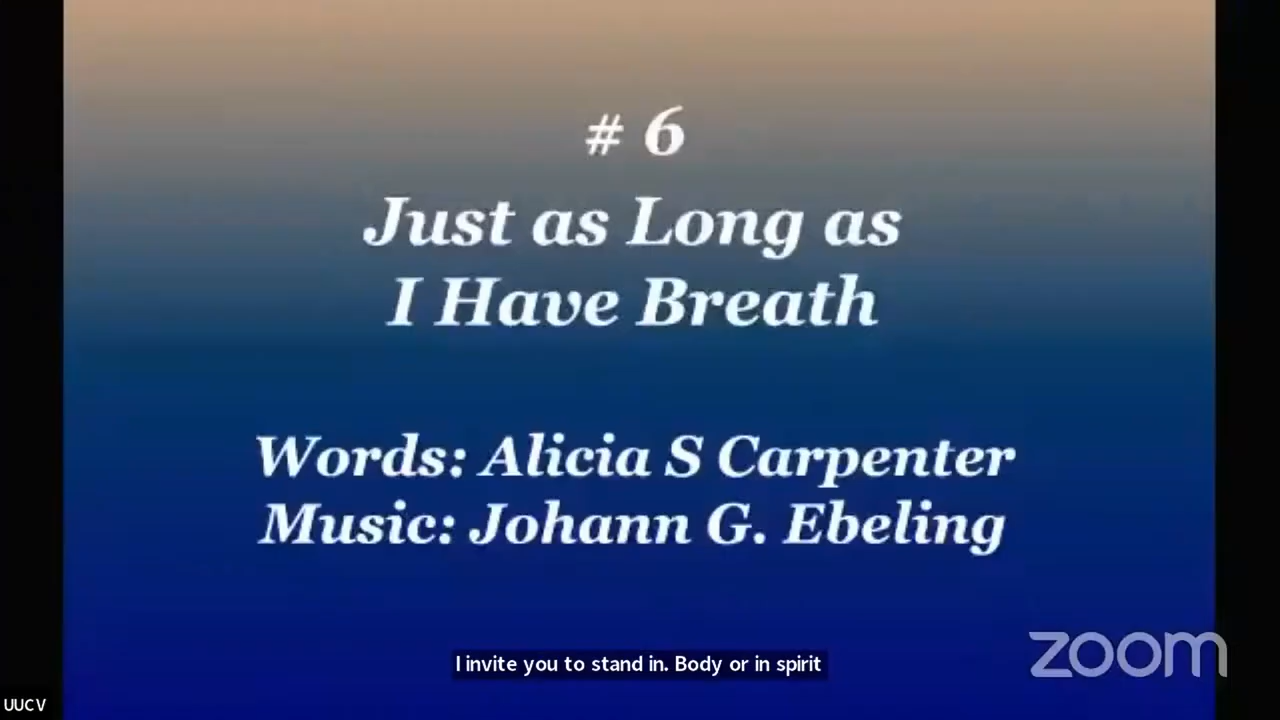 # 6
Just as Long as
I Have Breath
Words: Alicia S Carpenter
Music: Johann G. Ebeling
I invite you to stand in. Body or in spirit
zoom
UUCV